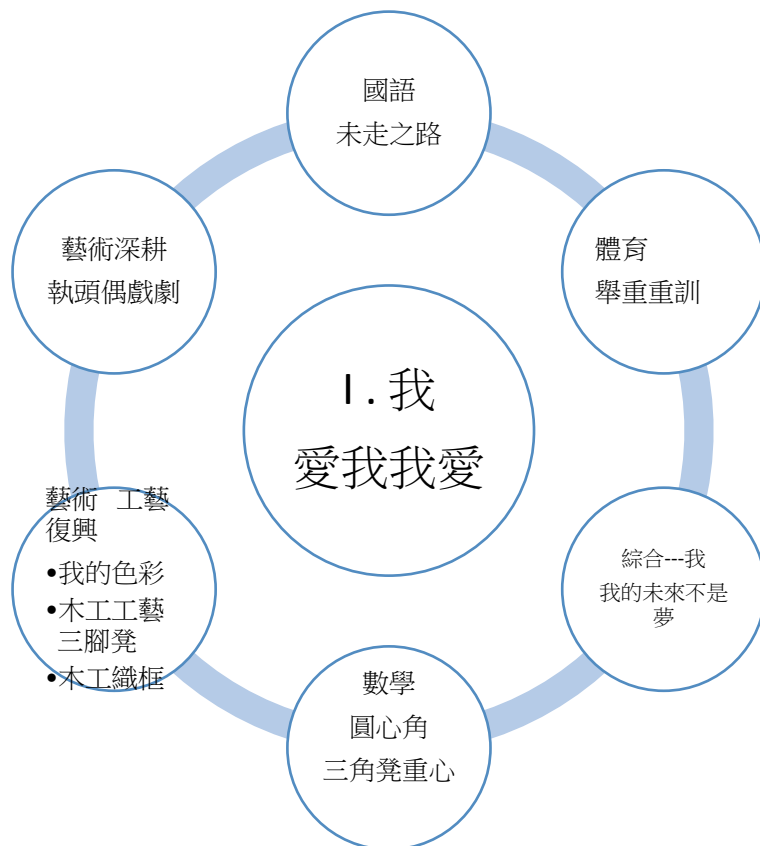 國語
未走之路
體育
舉重重訓
綜合---我
我的未來不是
夢
數學
圓心角
三角凳重心
藝術 工藝
復興
•我的色彩
•木工工藝
三腳凳
•木工織框
藝術深耕
執頭偶戲劇
I.我
愛我我愛